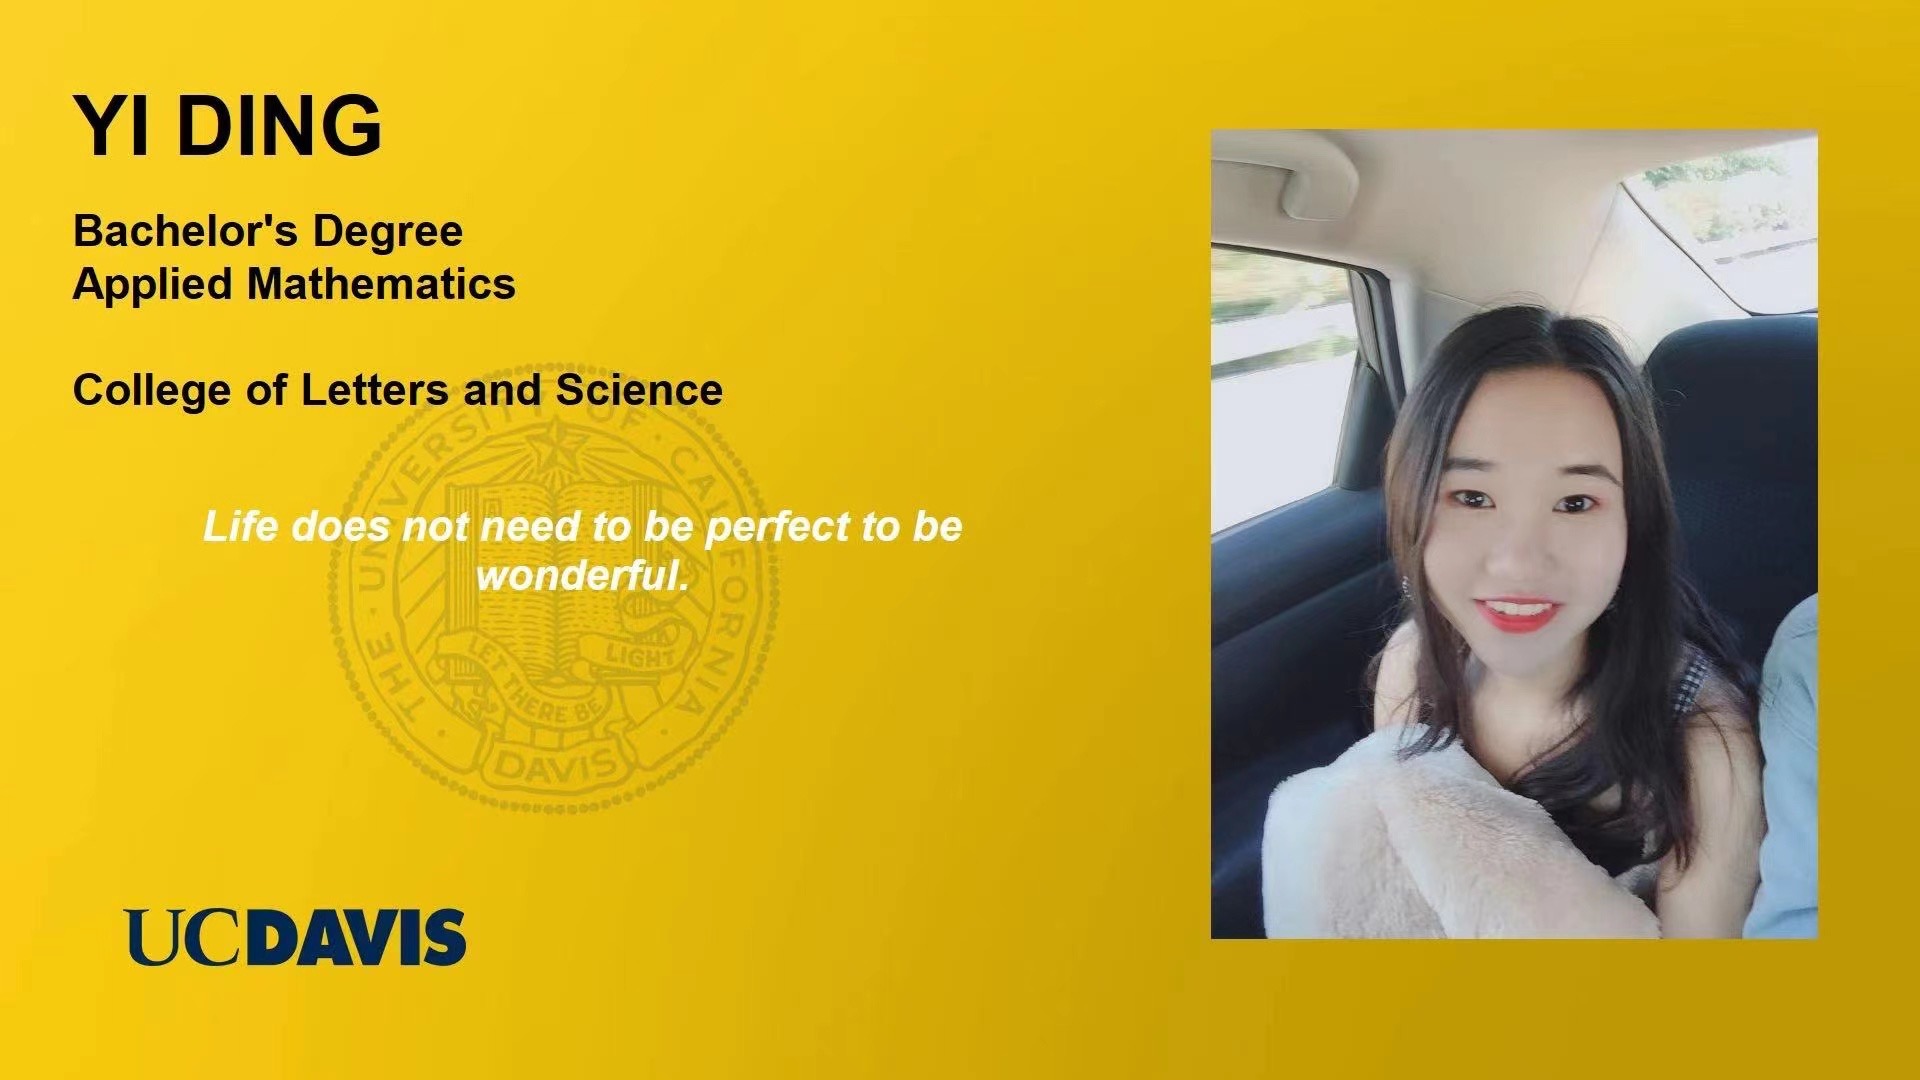 YI DING
Bachelor's Degree
Applied Mathematics
College of Letters and Science
Life does not need to be perfect to be
wonderful.
THE · UNIVERSITY · OF · CALIFORNIA
LET THERE BE
LIGHT
DAVIS
UCDAVIS